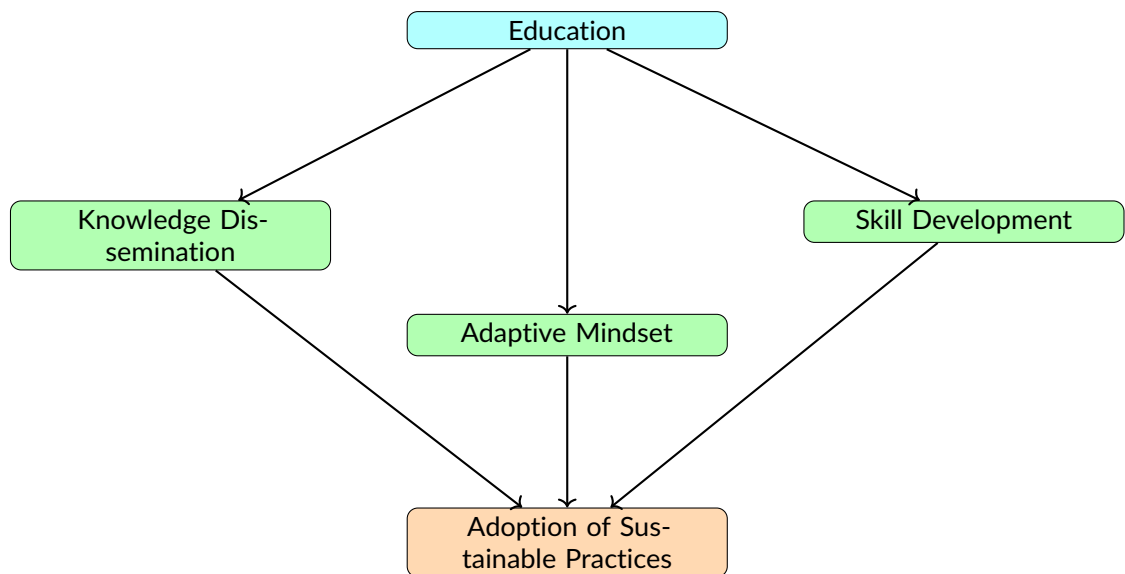 Education
Knowledge Dis-
semination
Skill Development
Adaptive Mindset
Adoption of Sus-
tainable Practices